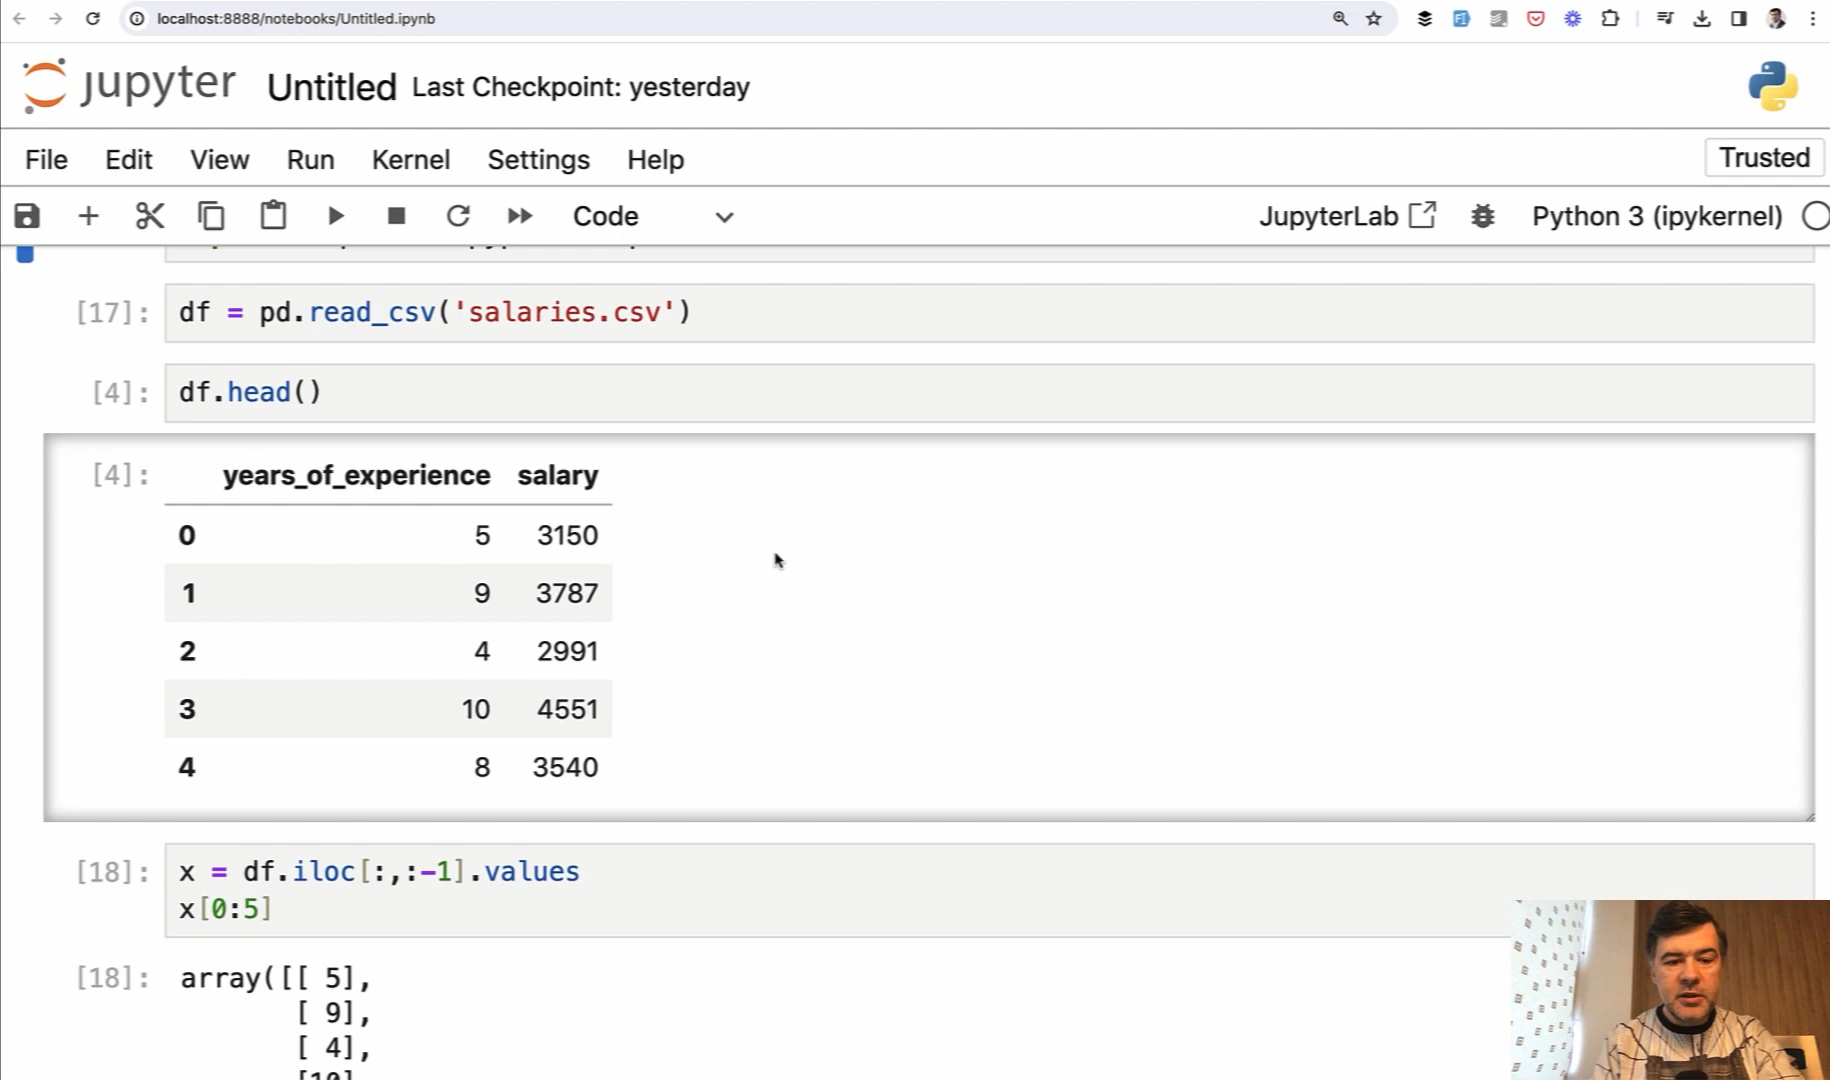 localhost:8888/notebooks/Untitled.ipynb
jupyter Untitled Last Checkpoint: yesterday
File Edit View Run Kernel Settings Help Trusted
Code JupyterLab Python 3 (ipykernel)
[17]: df = pd.read_csv('salaries.csv')
[4]: df.head()
[4]: years_of_experience salary
0 5 3150
1 9 3787
2 4 2991
3 10 4551
4 8 3540
[18]: x = df.iloc[:,:-1].values
x[0:5]
[18]: array([[ 5],
[ 9],
[ 4],